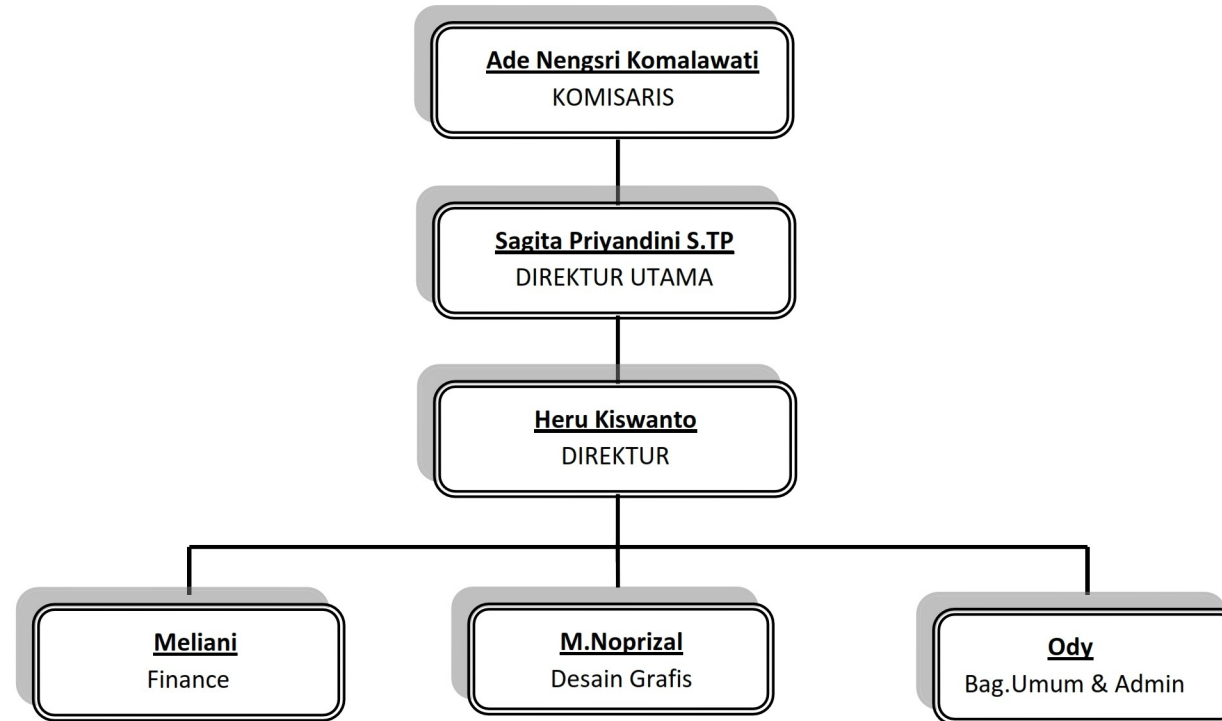 Ade Nengsri Komalawati
KOMISARIS
Sagita Priyandini S.TP
DIREKTUR UTAMA
Heru Kiswanto
DIREKTUR
Meliani
Finance
M.Noprizal
Desain Grafis
Ody
Bag.Umum & Admin